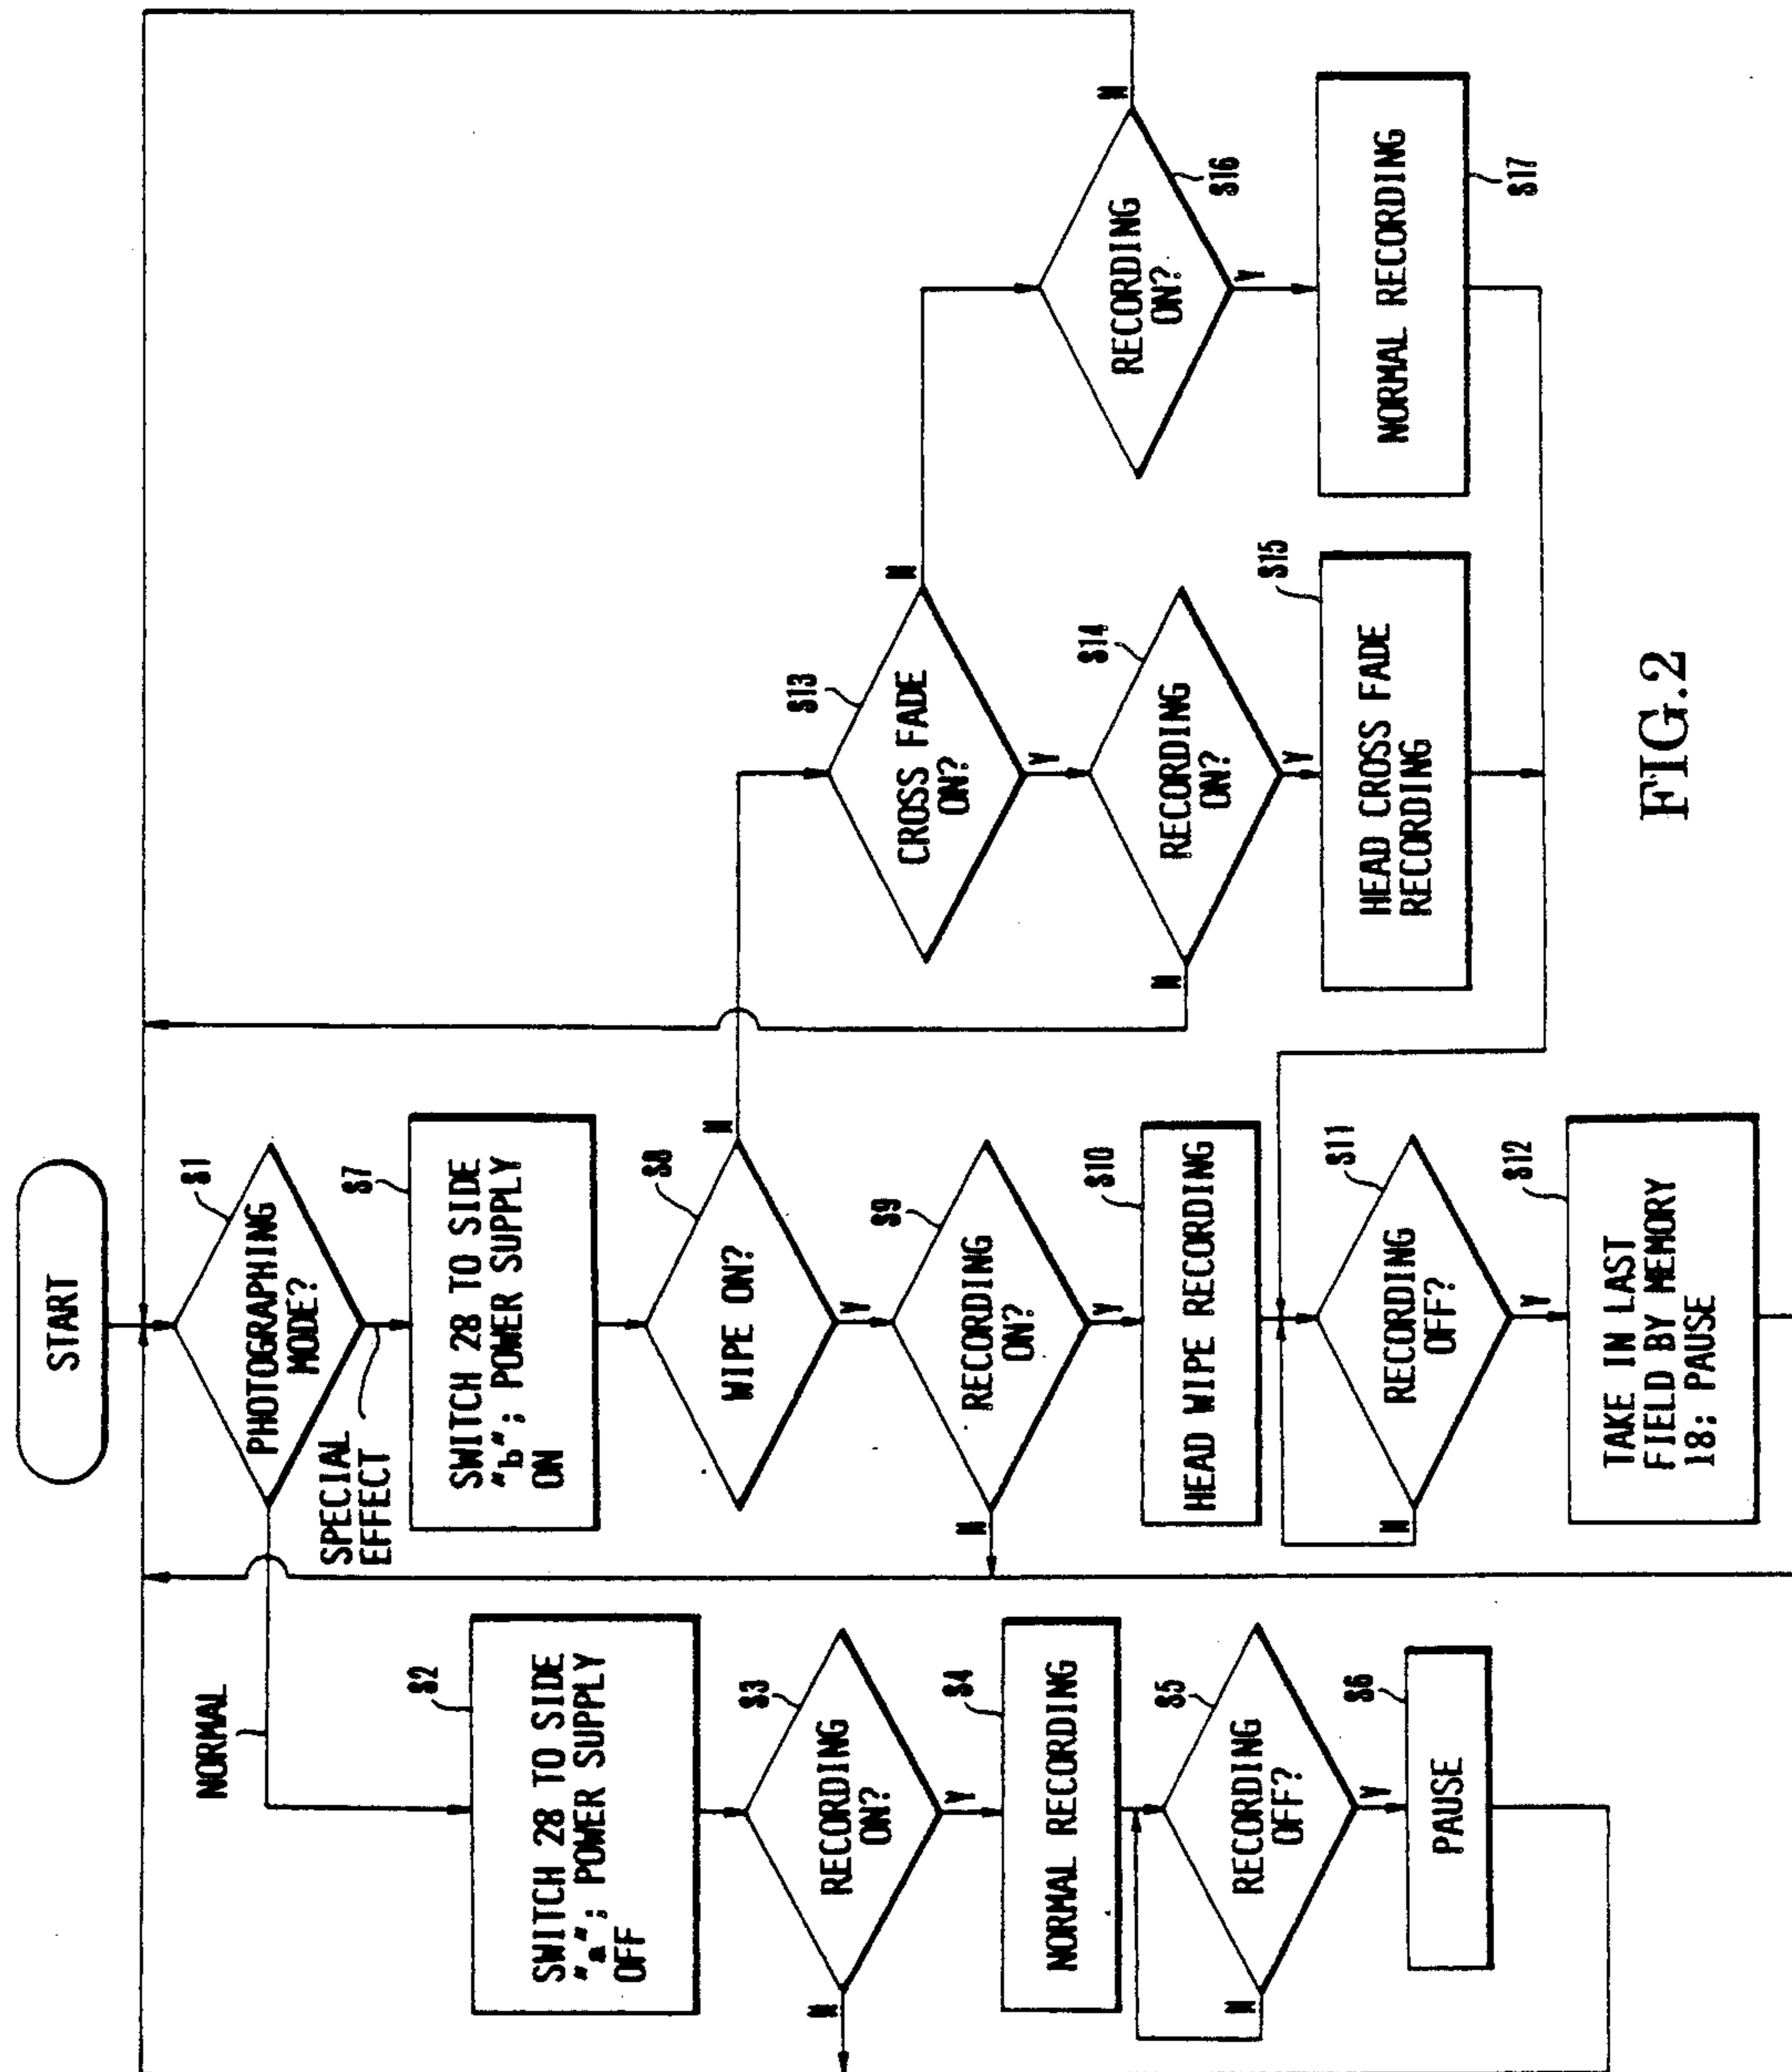 START
PHOTOGRAPHING
MODE?
S1
NORMAL
SPECIAL
EFFECT
SWITCH 28 TO SIDE
"a"; POWER SUPPLY
OFF
S2
RECORDING
ON?
S3
N
Y
NORMAL RECORDING
S4
RECORDING
OFF?
S5
N
Y
PAUSE
S6
SWITCH 28 TO SIDE
"b"; POWER SUPPLY
ON
S7
WIPE ON?
S8
N
Y
RECORDING
ON?
S9
N
Y
HEAD WIPE RECORDING
S10
RECORDING
OFF?
S11
N
Y
TAKE IN LAST
FIELD BY MEMORY
18; PAUSE
S12
CROSS FADE
ON?
S13
N
Y
RECORDING
ON?
S14
N
Y
HEAD CROSS FADE
RECORDING
S15
RECORDING
ON?
S16
N
Y
NORMAL RECORDING
S17
FIG.2